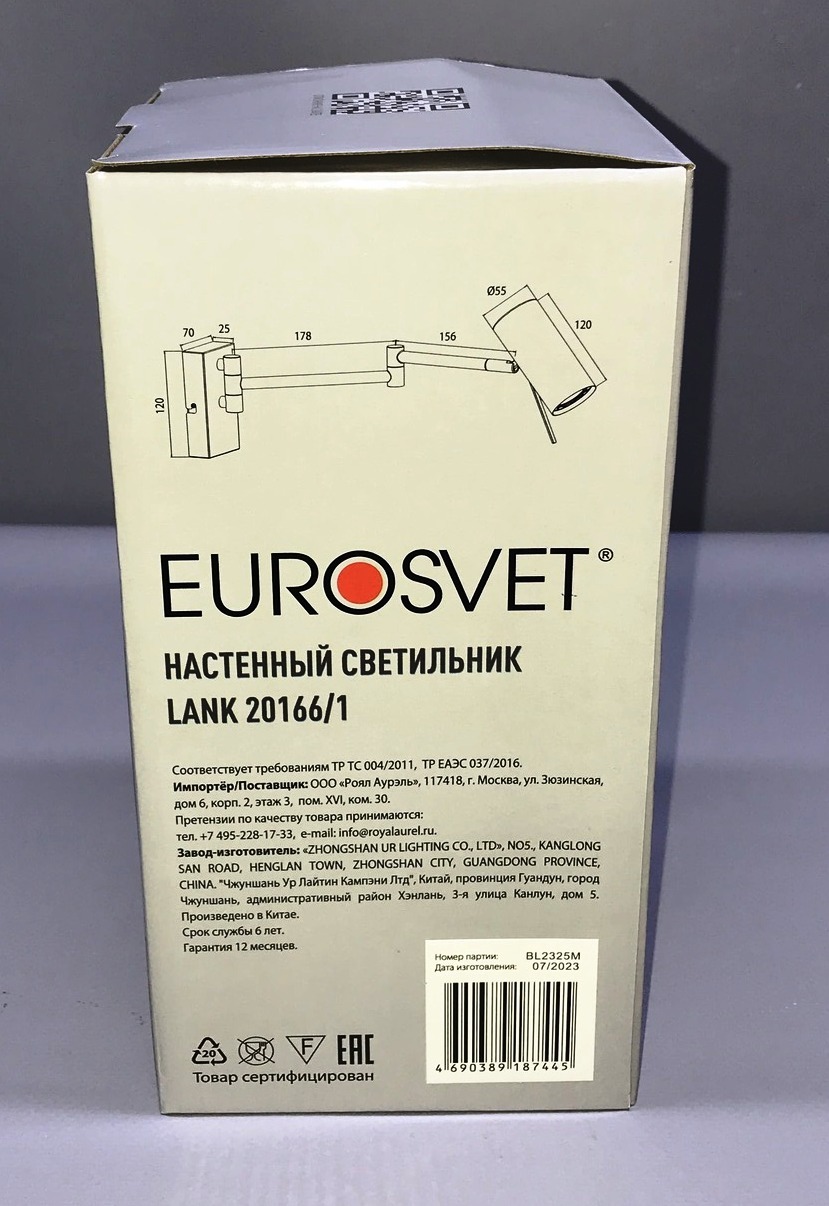 Ø55
120
70 25 178 156
120
EUROSVET®
НАСТЕННЫЙ СВЕТИЛЬНИК
LANK 20166/1
Соответствует требованиям ТР ТС 004/2011, ТР ЕАЭС 037/2016.
Импортёр/Поставщик: ООО «Роял Аурэль», 117418, г. Москва, ул. Зюзинская,
дом 6, корп. 2, этаж 3, пом. XVI, ком. 30.
Претензии по качеству товара принимаются:
тел. +7 495-228-17-33, e-mail: info@royalaurel.ru.
Завод-изготовитель: «ZHONGSHAN UR LIGHTING CO., LTD», NO5., KANGLONG
SAN ROAD, HENGLAN TOWN, ZHONGSHAN CITY, GUANGDONG PROVINCE,
CHINA. "Чжуншань Ур Лайтин Кампэни Лтд", Китай, провинция Гуандун, город
Чжуншань, административный район Хэнлань, 3-я улица Канлун, дом 5.
Произведено в Китае.
Срок службы 6 лет.
Гарантия 12 месяцев.
Номер партии: BL2325M
Дата изготовления: 07/2023
4 690389 187445
20 F EAC
Товар сертифицирован